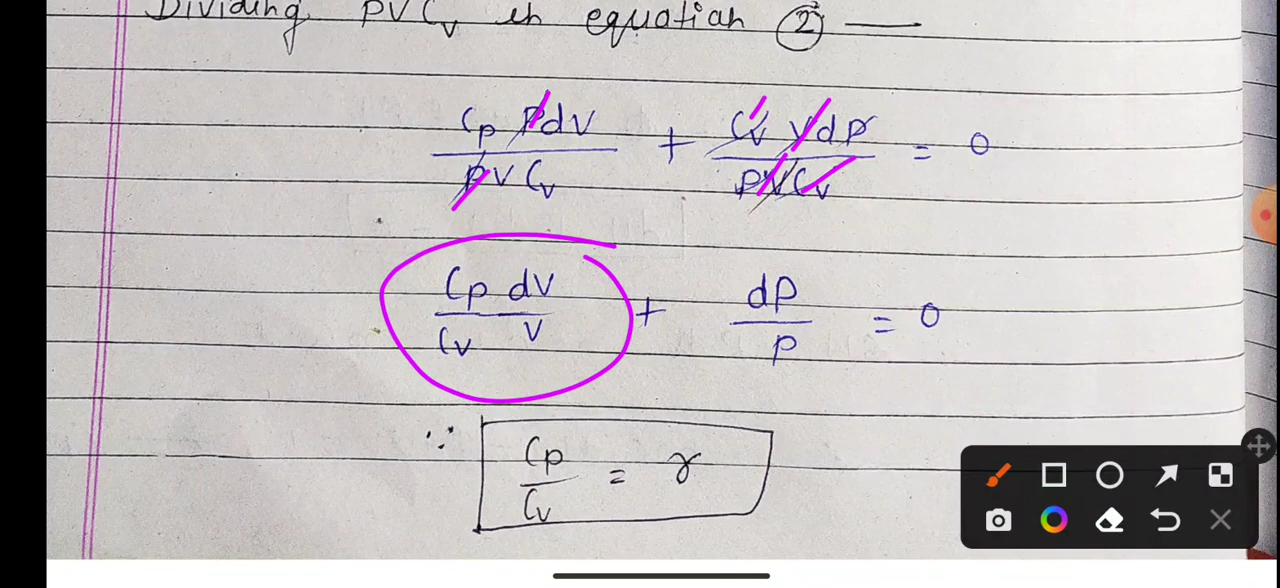 Dividing PVCv in equation ② —
Cp Pdv / PVCv + Cv VdP / PVCv = 0
Cp dv / Cv V + dP / P = 0
∵ Cp / Cv = γ